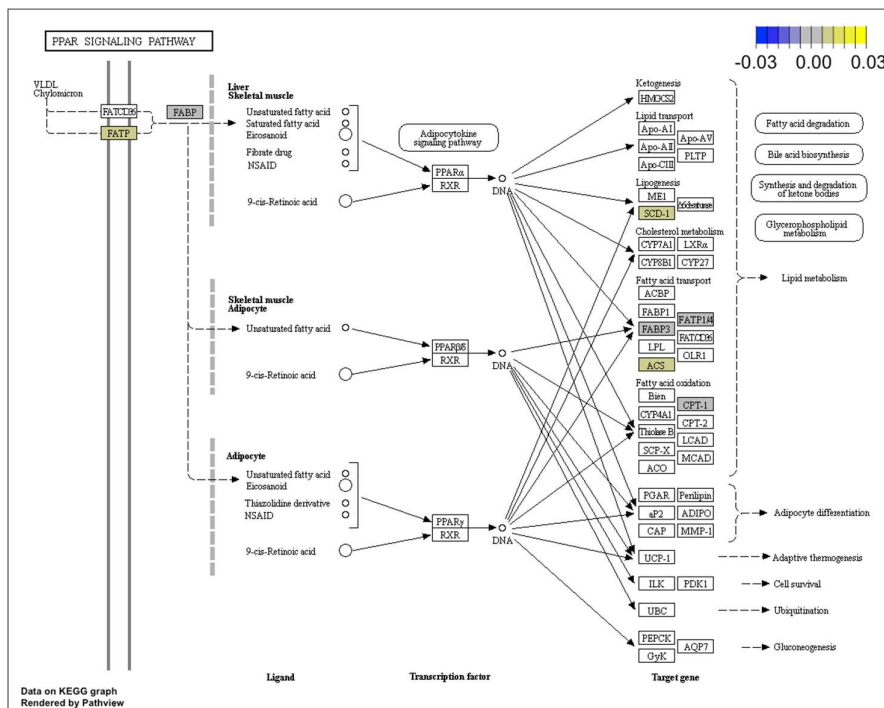 PPAR SIGNALING PATHWAY
-0.03 0.00 0.03
VLDL
Chylomicron
FATCD36
FATP
FABP
Liver
Skeletal muscle
Unsaturated fatty acid
Saturated fatty acid
Eicosanoid
Fibrate drug
NSAID
9-cis-Retinoic acid
Adipocytokine
signaling pathway
PPARα
RXR
DNA
Skeletal muscle
Adipocyte
Unsaturated fatty acid
9-cis-Retinoic acid
PPARβδ
RXR
DNA
Adipocyte
Unsaturated fatty acid
Eicosanoid
Thiazolidine derivative
NSAID
9-cis-Retinoic acid
PPARγ
RXR
DNA
Ketogenesis
HMGCS2
Lipid transport
Apo-AI
Apo-AII
Apo-CIII
Apo-AV
PLTP
Lipogenesis
ME1
SCD-1
Cholesterol metabolism
CYP7A1 LXRα
CYP8B1 CYP27
Fatty acid transport
ACBP
FABP1
FATP1/4
FABP3
FATCD36
LPL
OLR1
ACS
Fatty acid oxidation
Bien
CPT-1
CYP4A1
CPT-2
Thiolase B
LCAD
SCP-X
MCAD
ACO
PGAR Perilipin
aP2 ADIPO
CAP MMP-1
UCP-1
ILK PDK1
UBC
PEPCK
AQP7
GyK
Fatty acid degradation
Bile acid biosynthesis
Synthesis and degradation
of ketone bodies
Glycerophospholipid
metabolism
Lipid metabolism
Adipocyte differentiation
Adaptive thermogenesis
Cell survival
Ubiquitination
Gluconeogenesis
Ligand
Transcription factor
Target gene
Data on KEGG graph
Rendered by Pathview